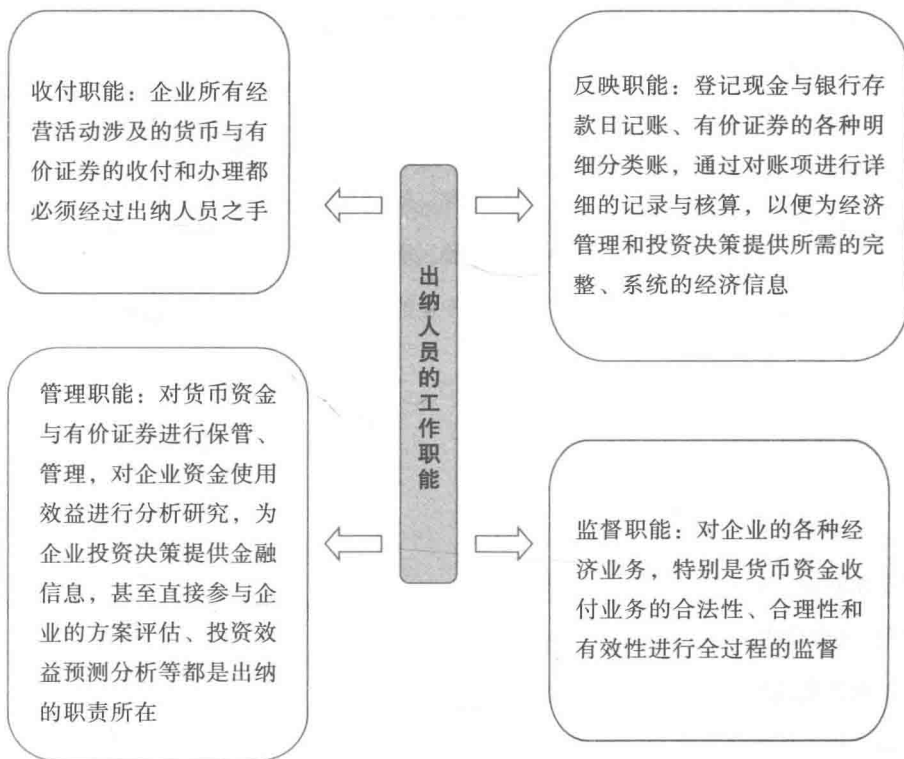 收付职能：企业所有经
营活动涉及的货币与有
价证券的收付和办理都
必须经过出纳人员之手
反映职能：登记现金与银行存
款日记账、有价证券的各种明
细分类账，通过对账项进行详
细的记录与核算，以便为经济
管理和投资决策提供所需的完
整、系统的经济信息
出纳人员的工作职能
管理职能：对货币资金
与有价证券进行保管、
管理，对企业资金使用
效益进行分析研究，为
企业投资决策提供金融
信息，甚至直接参与企
业的方案评估、投资效
益预测分析等都是出纳
的职责所在
监督职能：对企业的各种经
济业务，特别是货币资金收
付业务的合法性、合理性和
有效性进行全过程的监督